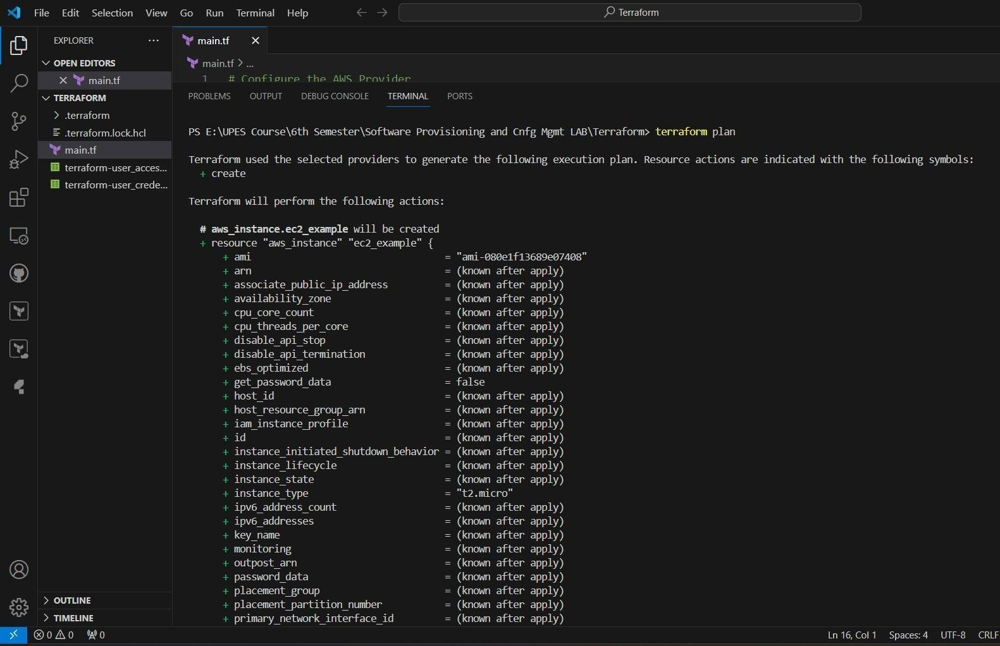 File Edit Selection View Go Run Terminal Help
Terraform
EXPLORER
OPEN EDITORS
main.tf
TERRAFORM
.terraform
.terraform.lock.hcl
main.tf
terraform-user_acces...
terraform-user_crede...
OUTLINE
TIMELINE
main.tf
main.tf > ...
1 # Configure the AWS Provider
PROBLEMS OUTPUT DEBUG CONSOLE TERMINAL PORTS
PS E:\UPES Course\6th Semester\Software Provisioning and Cnfg Mgmt LAB\Terraform> terraform plan
Terraform used the selected providers to generate the following execution plan. Resource actions are indicated with the following symbols:
+ create
Terraform will perform the following actions:
# aws_instance.ec2_example will be created
+ resource "aws_instance" "ec2_example" {
+ ami = "ami-080e1f13689e07408"
+ arn = (known after apply)
+ associate_public_ip_address = (known after apply)
+ availability_zone = (known after apply)
+ cpu_core_count = (known after apply)
+ cpu_threads_per_core = (known after apply)
+ disable_api_stop = (known after apply)
+ disable_api_termination = (known after apply)
+ ebs_optimized = (known after apply)
+ get_password_data = false
+ host_id = (known after apply)
+ host_resource_group_arn = (known after apply)
+ iam_instance_profile = (known after apply)
+ id = (known after apply)
+ instance_initiated_shutdown_behavior = (known after apply)
+ instance_lifecycle = (known after apply)
+ instance_state = (known after apply)
+ instance_type = "t2.micro"
+ ipv6_address_count = (known after apply)
+ ipv6_addresses = (known after apply)
+ key_name = (known after apply)
+ monitoring = (known after apply)
+ outpost_arn = (known after apply)
+ password_data = (known after apply)
+ placement_group = (known after apply)
+ placement_partition_number = (known after apply)
+ primary_network_interface_id = (known after apply)
0 0 0 Ln 16, Col 1 Spaces: 4 UTF-8 CRLF